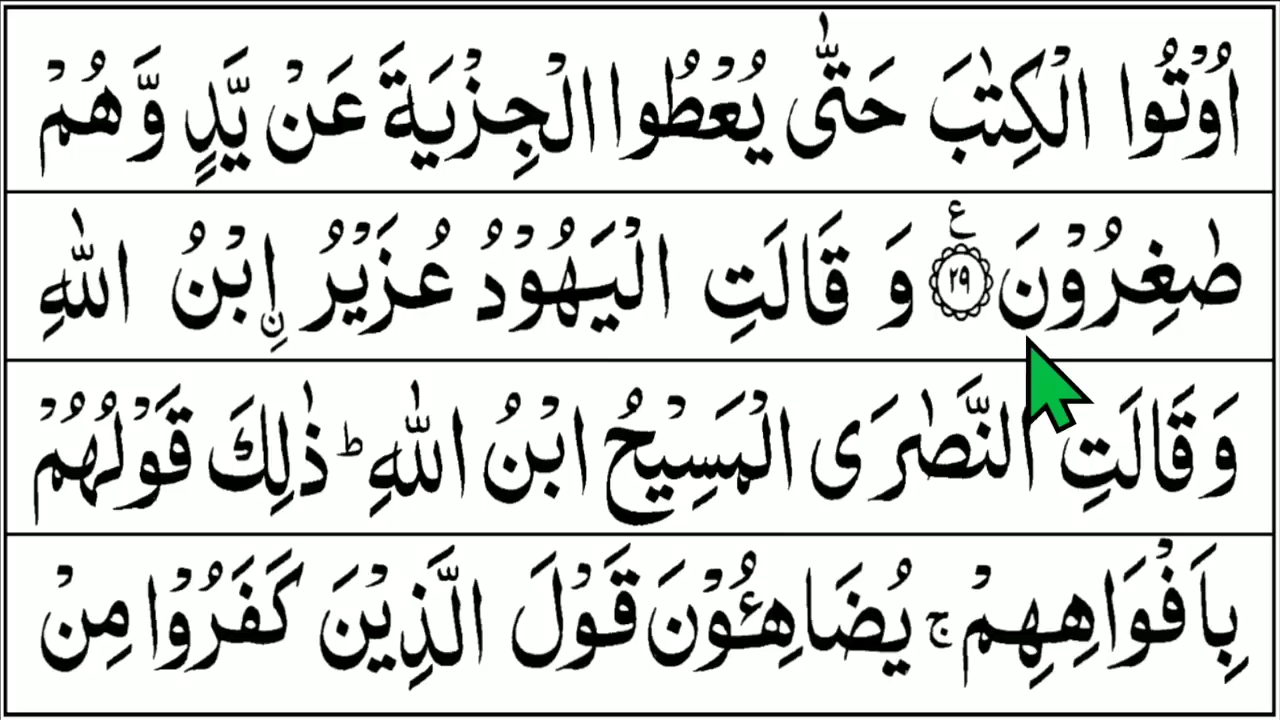 اُوۡتُوا الۡكِتٰبَ حَتّٰى يُعۡطُوا الۡجِزۡيَةَ عَنۡ يَّدٍ وَّهُمۡ
صٰغِرُوۡنَ ۩ع ٢٩ وَ قَالَتِ الۡيَهُوۡدُ عُزَيۡرُ اۨبۡنُ اللّٰهِ
وَ قَالَتِ النَّصٰرَى الۡمَسِيۡحُ ابۡنُ اللّٰهِ ؕ ذٰلِكَ قَوۡلُهُمۡ
بِاَفۡوَاهِهِمۡ ۚ يُضَاهِـُٔوۡنَ قَوۡلَ الَّذِيۡنَ كَفَرُوۡا مِنۡ